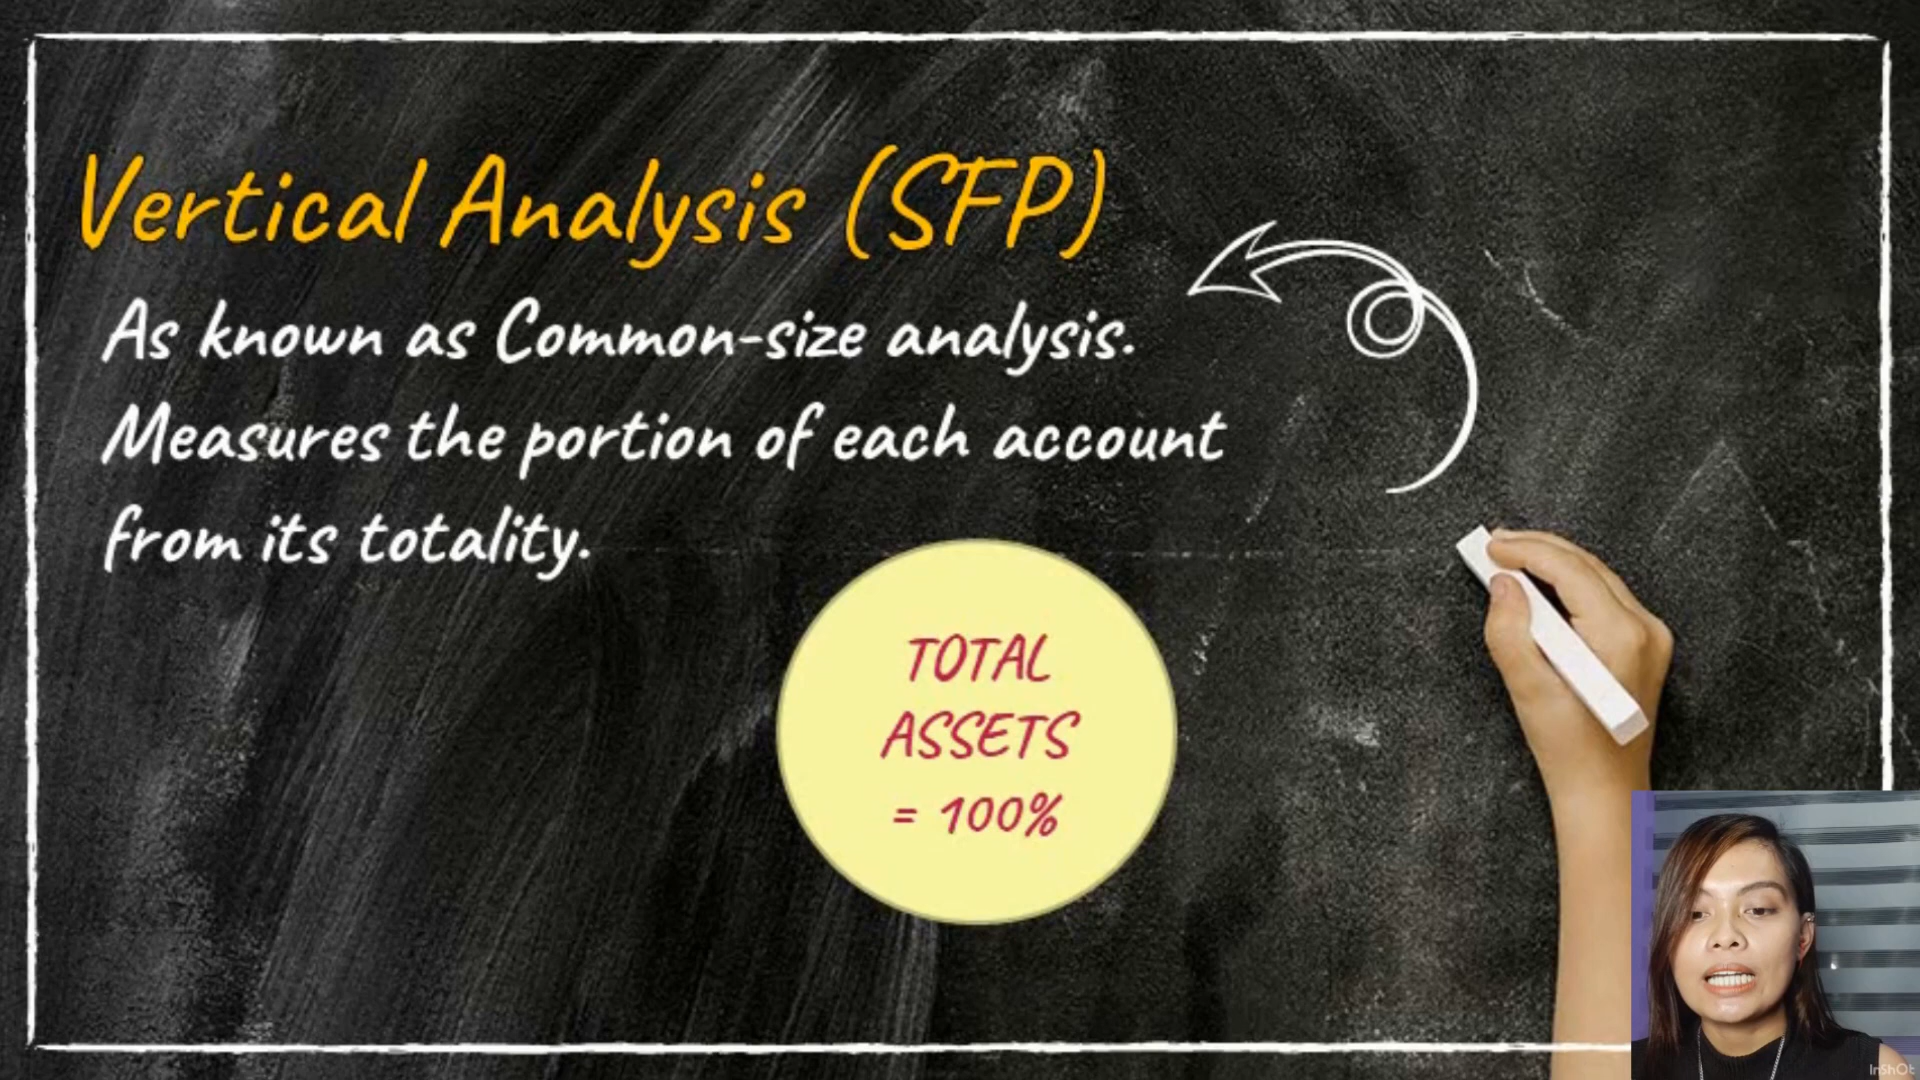 Vertical Analysis (SFP)
As known as Common-size analysis.
Measures the portion of each account
from its totality.
TOTAL
ASSETS
= 100%
InShOt